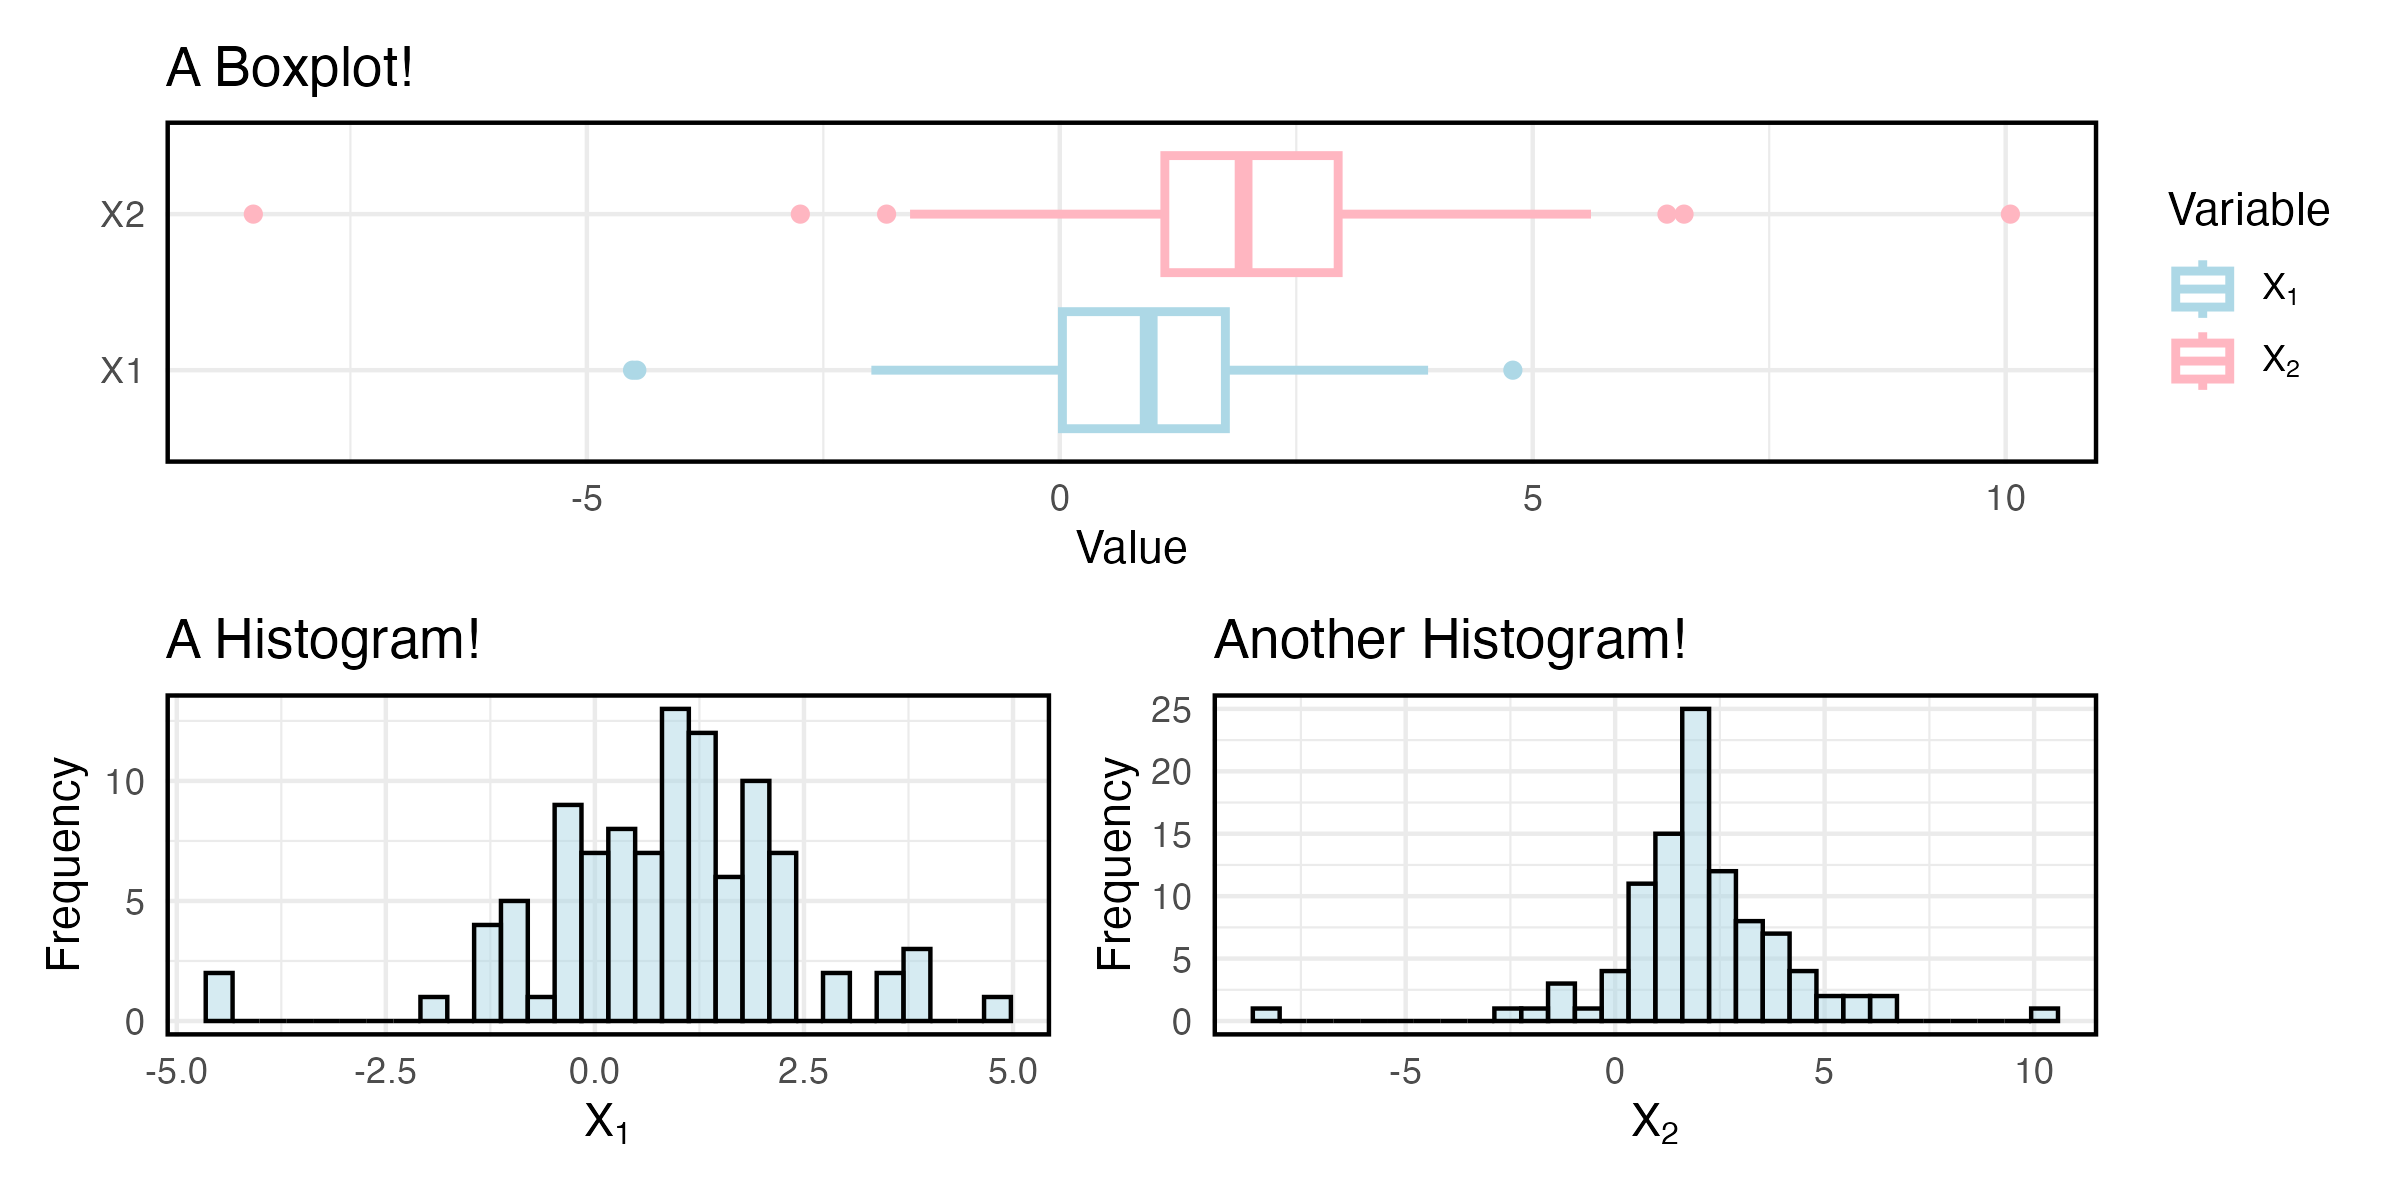 A Boxplot!
X2
X1
-5 0 5 10
Value
Variable
X₁
X₂
A Histogram!
Frequency
10
5
0
-5.0 -2.5 0.0 2.5 5.0
X₁
Another Histogram!
Frequency
25
20
15
10
5
0
-5 0 5 10
X₂